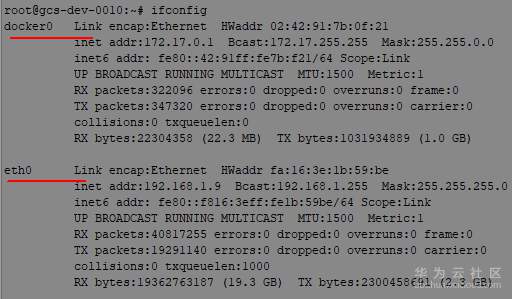 root@gcs-dev-0010:~# ifconfig
docker0   Link encap:Ethernet  HWaddr 02:42:91:7b:0f:21
inet addr:172.17.0.1  Bcast:172.17.255.255  Mask:255.255.0.0
inet6 addr: fe80::42:91ff:fe7b:f21/64 Scope:Link
UP BROADCAST RUNNING MULTICAST  MTU:1500  Metric:1
RX packets:322096 errors:0 dropped:0 overruns:0 frame:0
TX packets:347320 errors:0 dropped:0 overruns:0 carrier:0
collisions:0 txqueuelen:0
RX bytes:22304358 (22.3 MB)  TX bytes:1031934889 (1.0 GB)
eth0      Link encap:Ethernet  HWaddr fa:16:3e:1b:59:be
inet addr:192.168.1.9  Bcast:192.168.1.255  Mask:255.255.255.0
inet6 addr: fe80::f816:3eff:fe1b:59be/64 Scope:Link
UP BROADCAST RUNNING MULTICAST  MTU:1500  Metric:1
RX packets:40817255 errors:0 dropped:0 overruns:0 frame:0
TX packets:19291140 errors:0 dropped:0 overruns:0 carrier:0
collisions:0 txqueuelen:1000
RX bytes:19362763187 (19.3 GB)  TX bytes:2300458691 (2.3 GB)
华为云社区